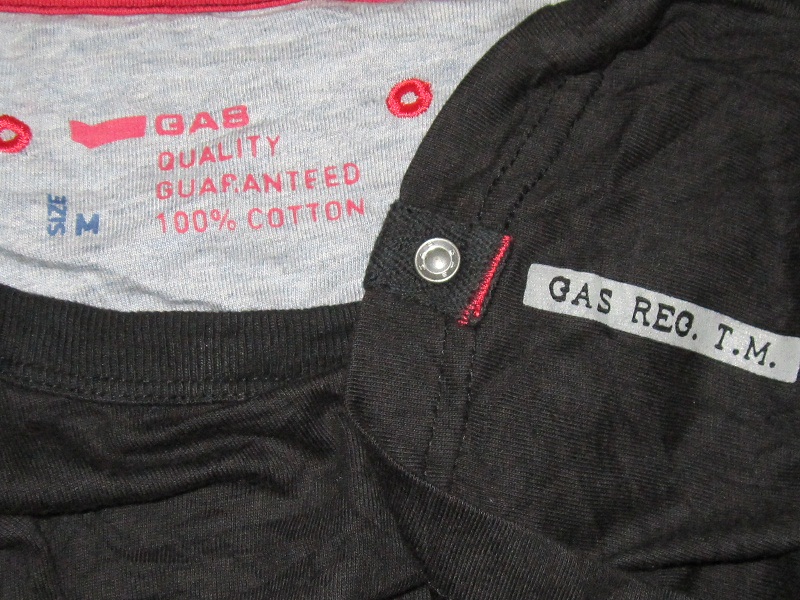 GAS
QUALITY
GUARANTEED
100% COTTON
SIZE M
GAS REG. T.M.